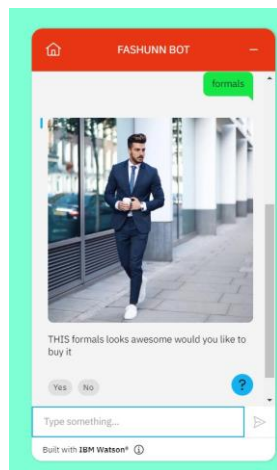 FASHUNN BOT
formals
THIS formals looks awesome would you like to
buy it
Yes No
?
Type something...
Built with IBM Watson®